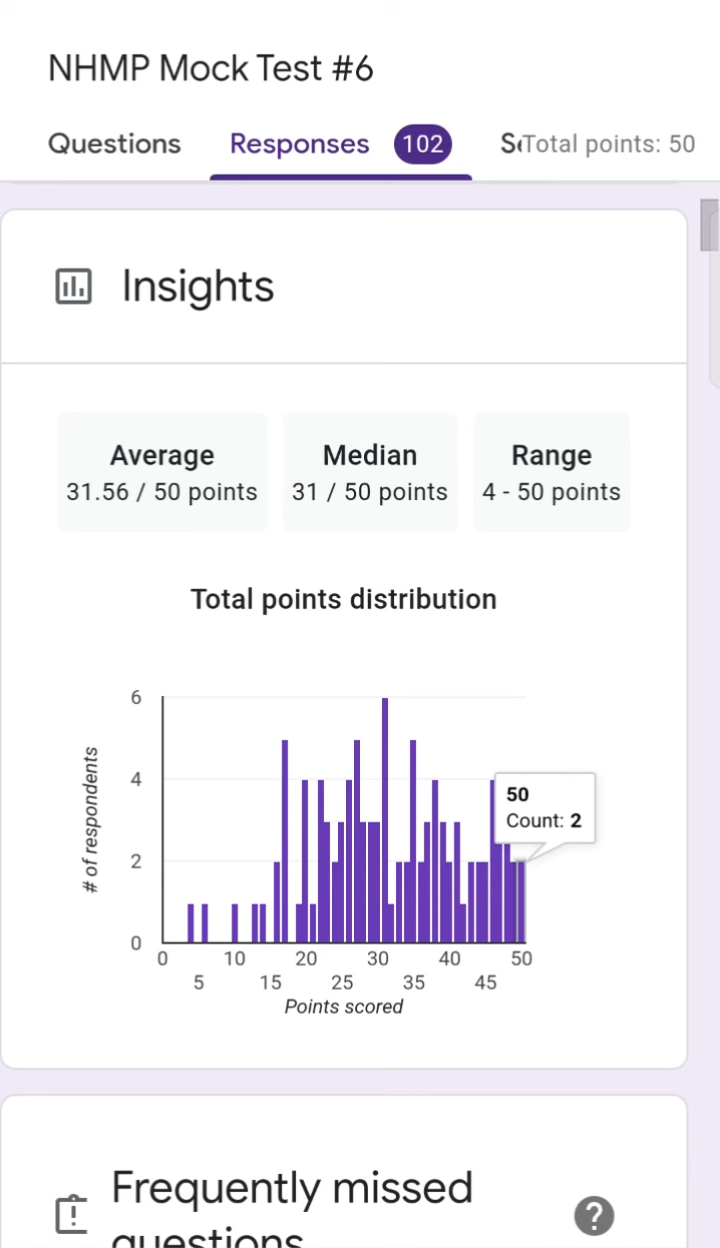 NHMP Mock Test #6
Questions Responses 102 Total points: 50
Insights
Average Median Range
31.56 / 50 points 31 / 50 points 4 - 50 points
Total points distribution
6
4
2
0
# of respondents
50
Count: 2
0 10 20 30 40 50
5 15 25 35 45
Points scored
Frequently missed
questions
?